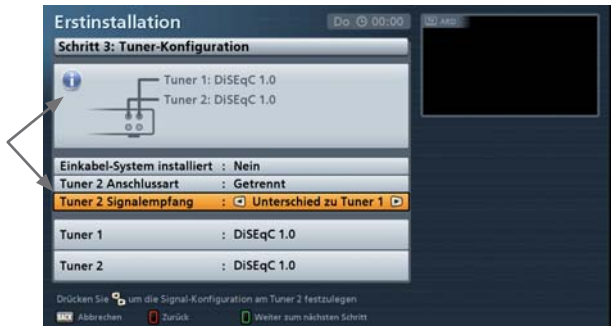 Erstinstallation
Do 00:00
ARD
Schritt 3: Tuner-Konfiguration
Tuner 1: DiSEqC 1.0
Tuner 2: DiSEqC 1.0
Einkabel-System installiert : Nein
Tuner 2 Anschlussart : Getrennt
Tuner 2 Signalempfang : Unterschied zu Tuner 1
Tuner 1 : DiSEqC 1.0
Tuner 2 : DiSEqC 1.0
Drücken Sie um die Signal-Konfiguration am Tuner 2 festzulegen
BACK Abbrechen Zurück Weiter zum nächsten Schritt